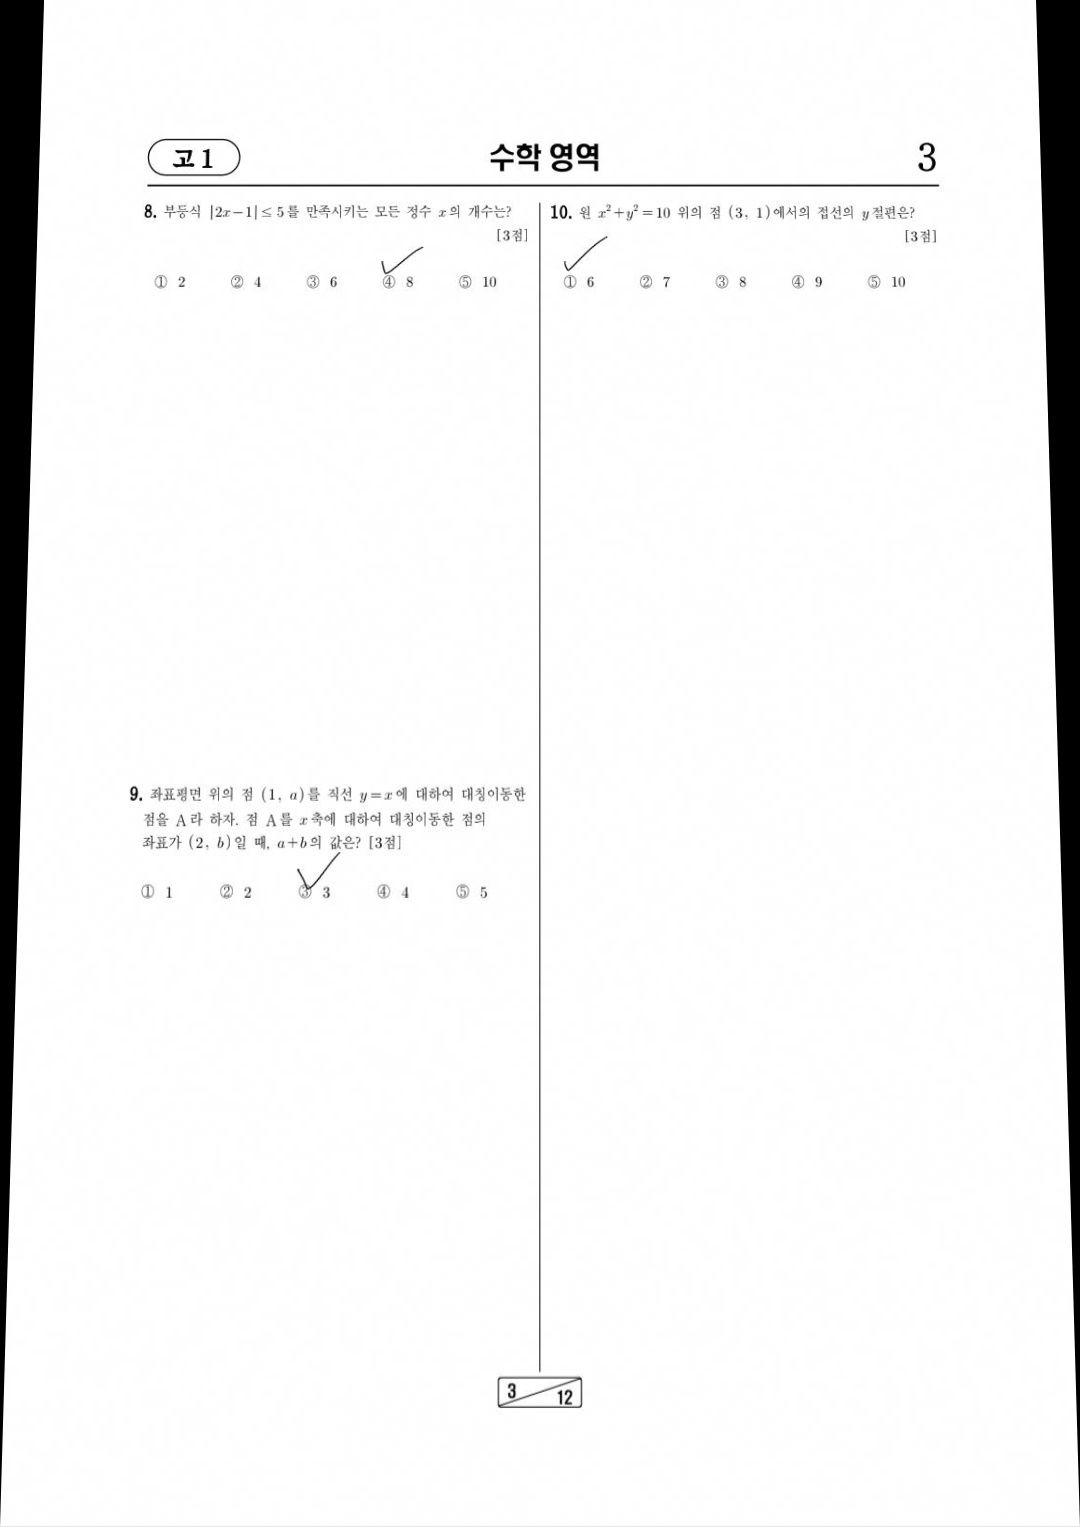 고 1
수학 영역
3
8. 부등식 |2x-1| ≤ 5를 만족시키는 모든 정수 x의 개수는?
[3점]
① 2 ② 4 ③ 6 ④ 8 ⑤ 10
9. 좌표평면 위의 점 (1, a)를 직선 y=x에 대하여 대칭이동한
점을 A라 하자. 점 A를 x축에 대하여 대칭이동한 점의
좌표가 (2, b)일 때, a+b의 값은? [3점]
① 1 ② 2 ③ 3 ④ 4 ⑤ 5
10. 원 x²+y²=10 위의 점 (3, 1)에서의 접선의 y절편은?
[3점]
① 6 ② 7 ③ 8 ④ 9 ⑤ 10
3
12